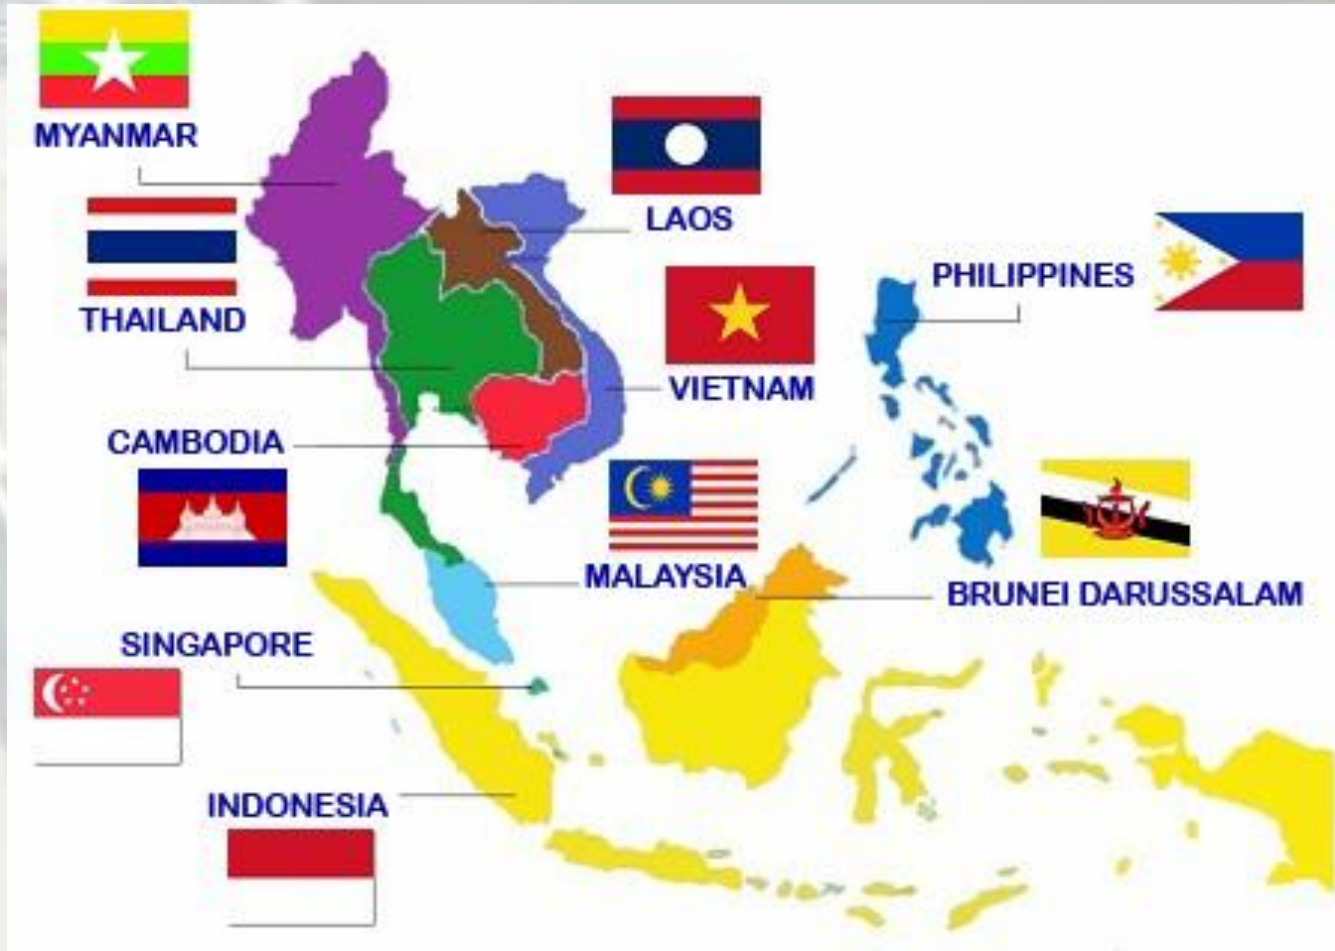 MYANMAR
LAOS
THAILAND
PHILIPPINES
VIETNAM
CAMBODIA
MALAYSIA
BRUNEI DARUSSALAM
SINGAPORE
INDONESIA